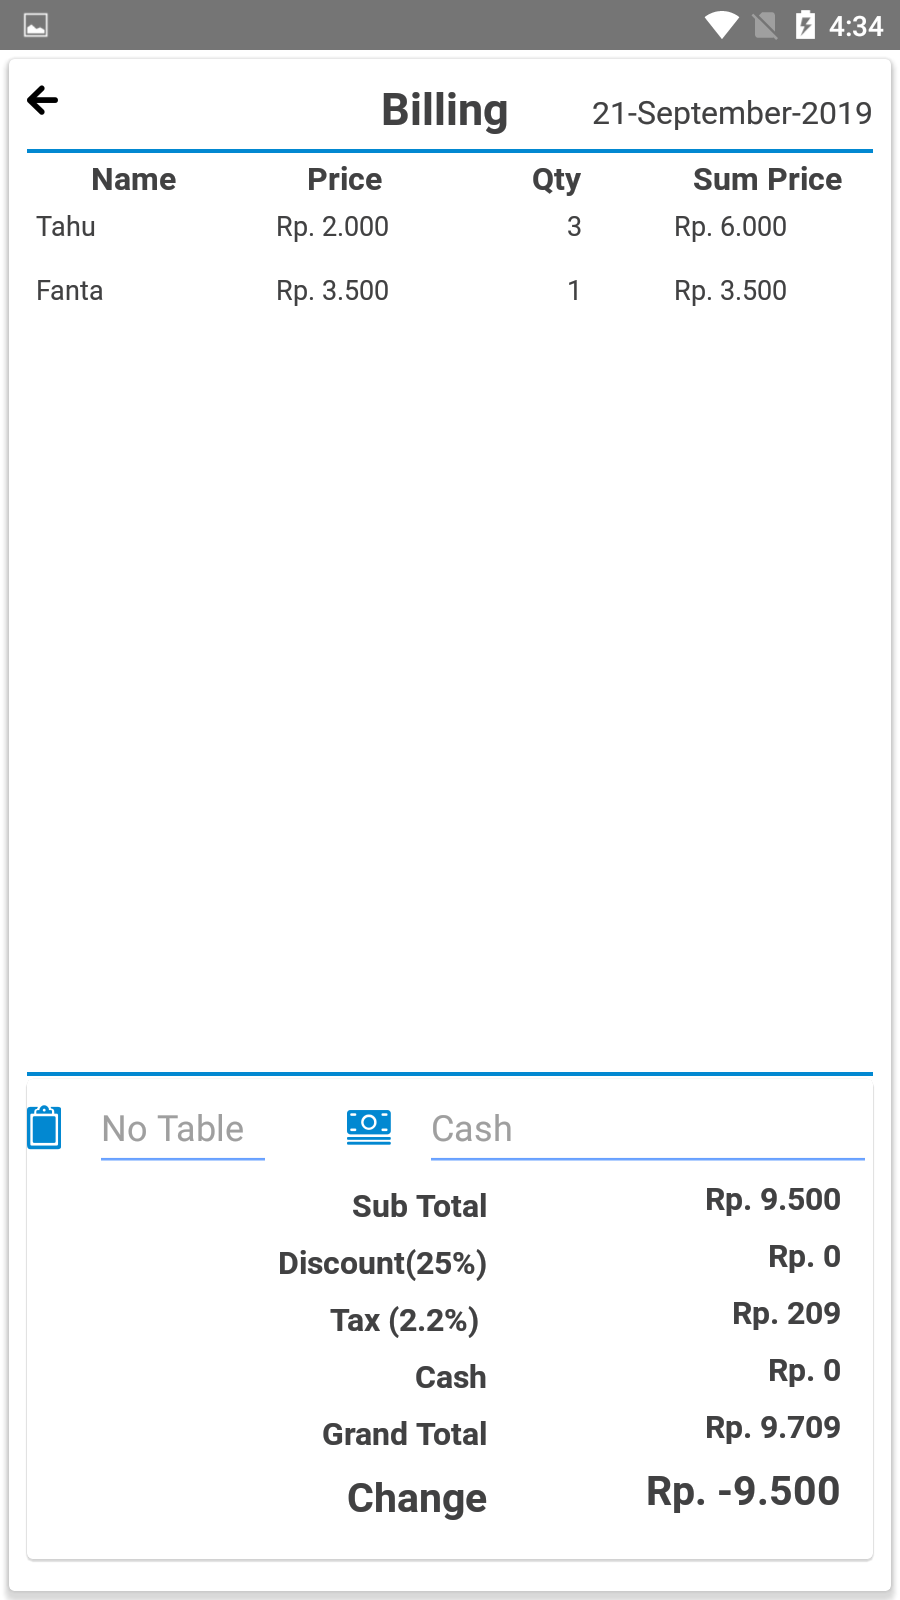 4:34
Billing 21-September-2019
Name Price Qty Sum Price
Tahu Rp. 2.000 3 Rp. 6.000
Fanta Rp. 3.500 1 Rp. 3.500
No Table Cash
Sub Total Rp. 9.500
Discount(25%) Rp. 0
Tax (2.2%) Rp. 209
Cash Rp. 0
Grand Total Rp. 9.709
Change Rp. -9.500